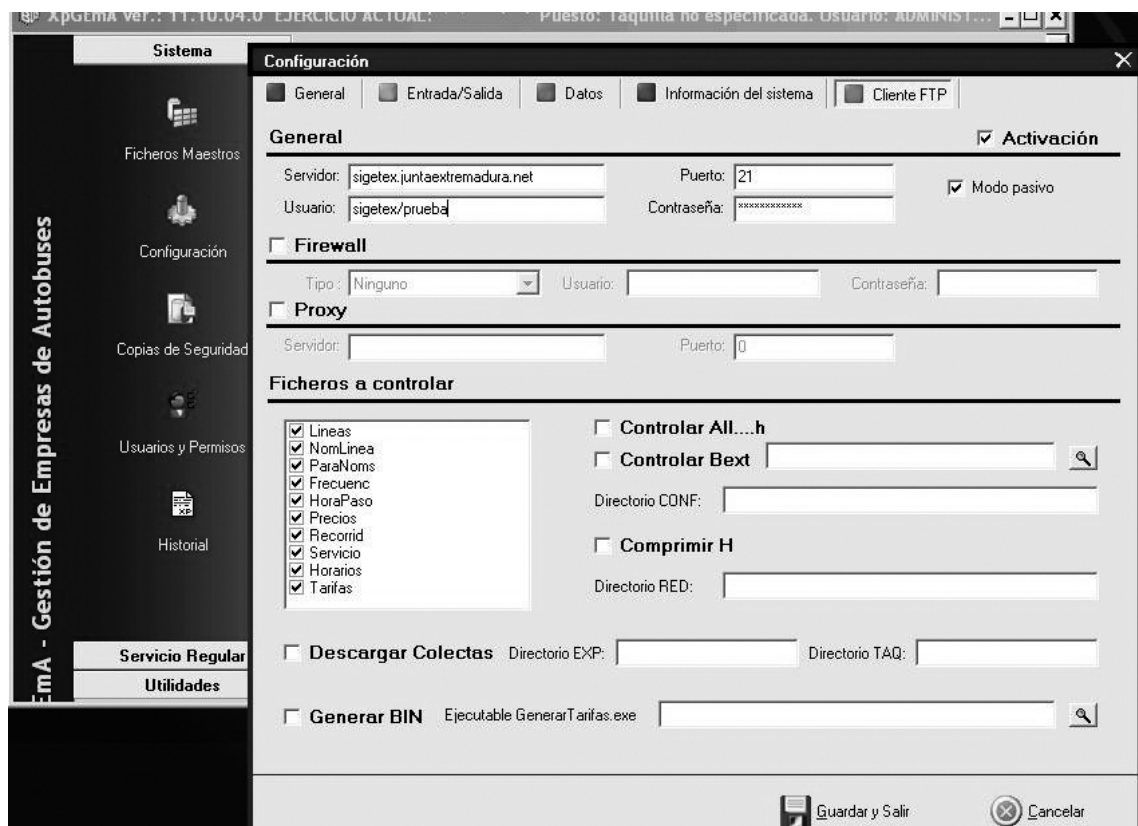 XpGEmA Ver.: 11.10.04.0 EJERCICIO ACTUAL: Puesto: Taquilla no especificada. Usuario: ADMINIST...
Sistema
Ficheros Maestros
Configuración
Copias de Seguridad
Usuarios y Permisos
Historial
Servicio Regular
Utilidades
EmA - Gestión de Empresas de Autobuses
Configuración
General Entrada/Salida Datos Información del sistema Cliente FTP
General Activación
Servidor: sigetex.juntaextremadura.net Puerto: 21 Modo pasivo
Usuario: sigetex/prueba Contraseña: ************
Firewall
Tipo : Ninguno Usuario: Contraseña:
Proxy
Servidor: Puerto: 0
Ficheros a controlar
Lineas
NomLinea
ParaNoms
Frecuenc
HoraPaso
Precios
Recorrid
Servicio
Horarios
Tarifas
Controlar All....h
Controlar Bext
Directorio CONF:
Comprimir H
Directorio RED:
Descargar Colectas Directorio EXP: Directorio TAQ:
Generar BIN Ejecutable GenerarTarifas.exe
Guardar y Salir Cancelar